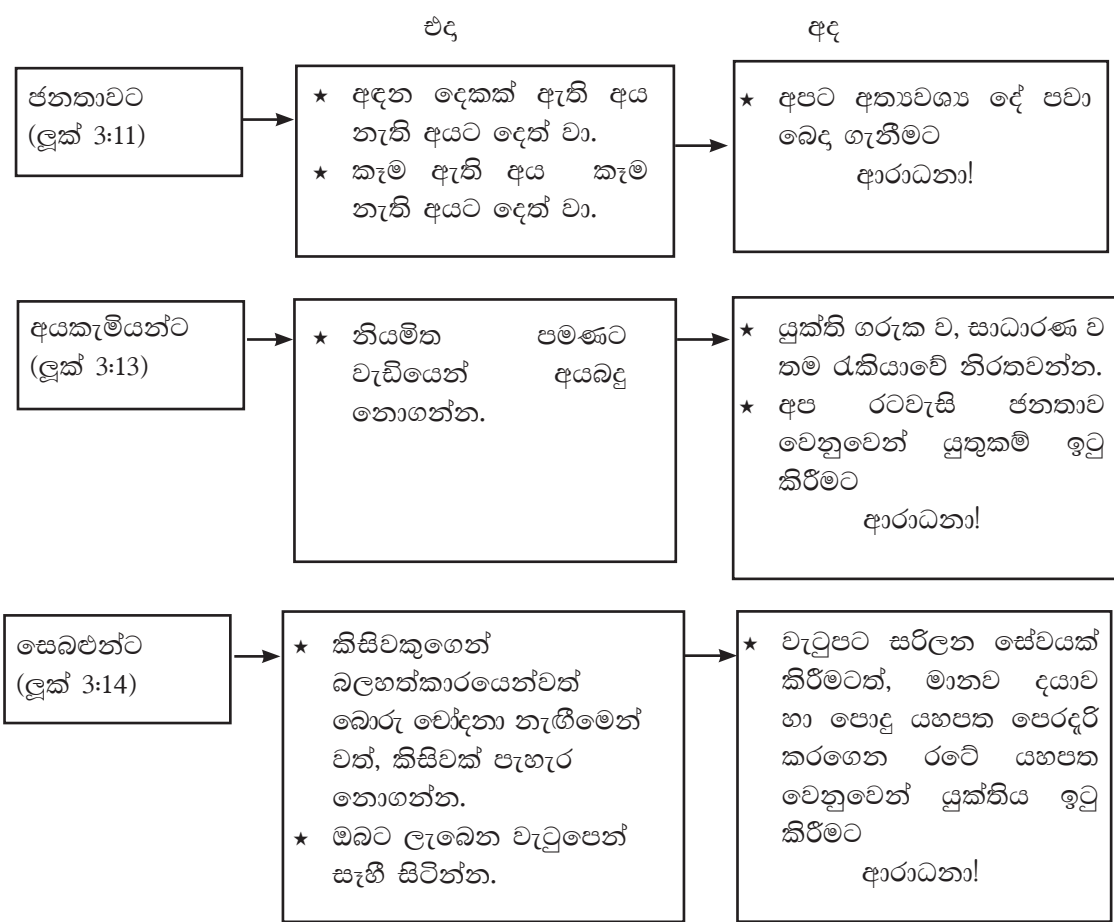 එදා
අද
ජනතාවට
(ලූක් 3:11)
★ අඳන දෙකක් ඇති අය
නැති අයට දෙත් වා.
★ කෑම ඇති අය කෑම
නැති අයට දෙත් වා.
★ අපට අත්‍යවශ්‍ය දේ පවා
බෙදා ගැනීමට
ආරාධනා!
අයකැමියන්ට
(ලූක් 3:13)
★ නියමිත පමණට
වැඩියෙන් අයබදු
නොගන්න.
★ යුක්ති ගරුක ව, සාධාරණ ව
තම රැකියාවේ නිරතවන්න.
★ අප රටවැසි ජනතාව
වෙනුවෙන් යුතුකම් ඉටු
කිරීමට
ආරාධනා!
සෙබළුන්ට
(ලූක් 3:14)
★ කිසිවකුගෙන්
බලහත්කාරයෙන්වත්
බොරු චෝදනා නැඟීමෙන්
වත්, කිසිවක් පැහැර
නොගන්න.
★ ඔබට ලැබෙන වැටුපෙන්
සෑහී සිටින්න.
★ වැටුපට සරිලන සේවයක්
කිරීමටත්, මානව දයාව
හා පොදු යහපත පෙරදැරි
කරගෙන රටේ යහපත
වෙනුවෙන් යුක්තිය ඉටු
කිරීමට
ආරාධනා!